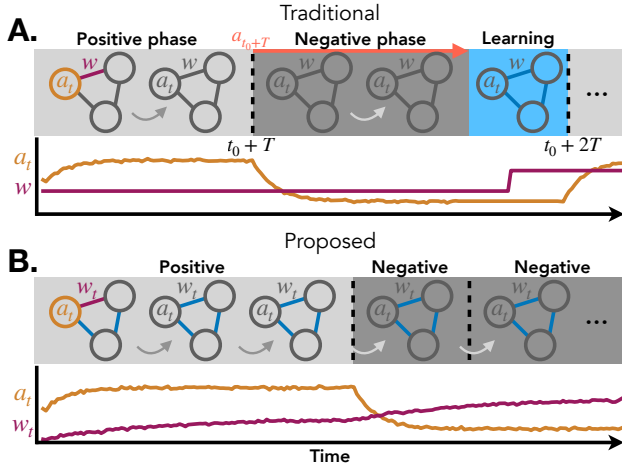 Traditional
A.
Positive phase
a_{t_0+T}
Negative phase
Learning
w
w
w
w
w
a_t
a_t
a_t
a_t
a_t
...
t_0 + T
t_0 + 2T
a_t
w
Proposed
B.
Positive
Negative
Negative
w_t
w_t
w_t
w_t
w_t
a_t
a_t
a_t
a_t
a_t
...
a_t
w_t
Time